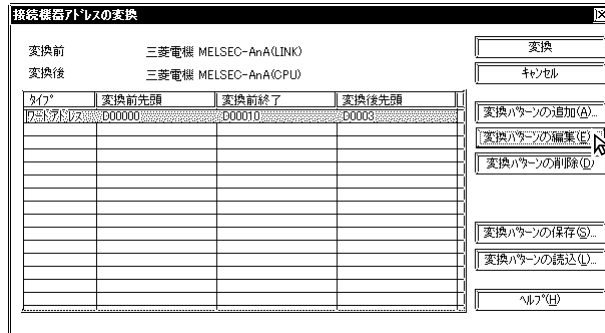 接続機器アドレスの変換
変換前 三菱電機 MELSEC-AnA(LINK)
変換後 三菱電機 MELSEC-AnA(CPU)
タイプ 変換前先頭 変換前終了 変換後先頭
ワードアドレス D00000 D00010 D0003
変換
キャンセル
変換パターンの追加(A)...
変換パターンの編集(E)
変換パターンの削除(D)
変換パターンの保存(S)...
変換パターンの読込(L)...
ヘルプ(H)